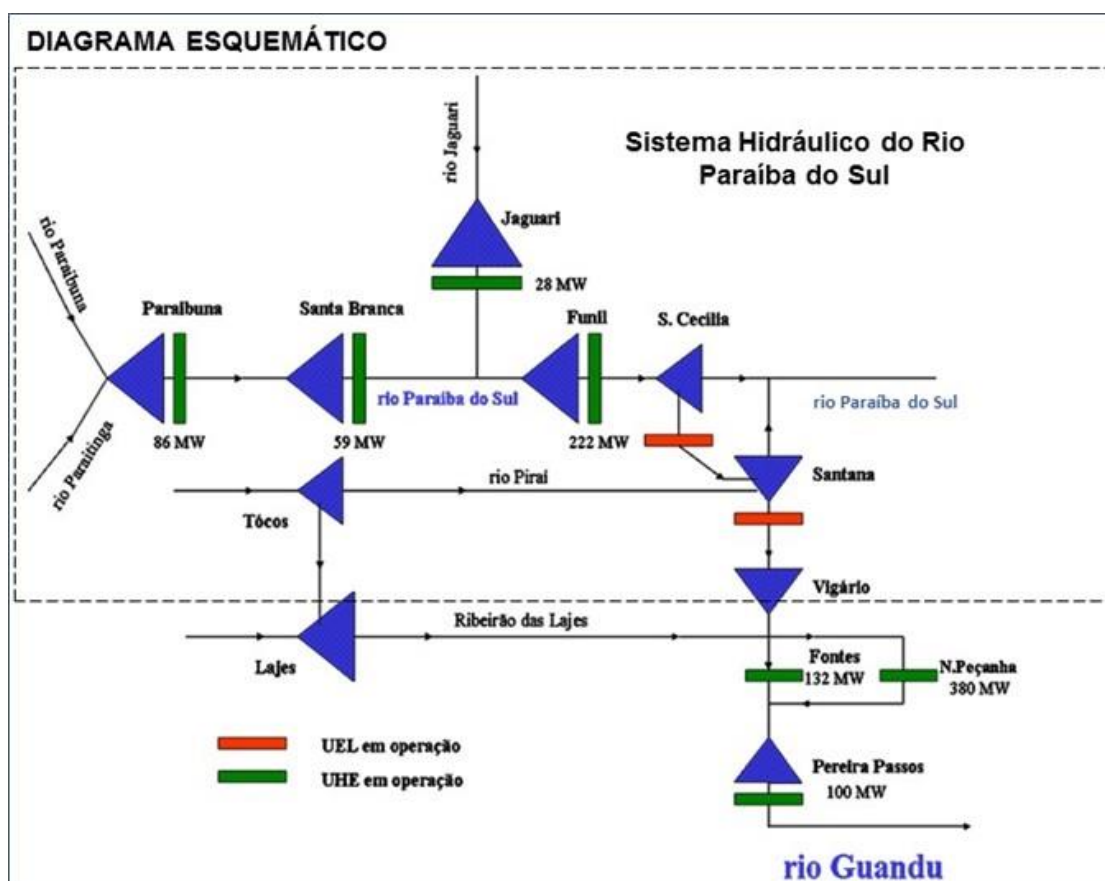 DIAGRAMA ESQUEMÁTICO
Sistema Hidráulico do Rio
Paraíba do Sul
rio Jaguari
Jaguari
28 MW
rio Paraibuna
rio Paraitinga
Paraibuna
86 MW
Santa Branca
59 MW
rio Paraíba do Sul
Funil
222 MW
S. Cecília
rio Paraíba do Sul
Santana
rio Piraí
Tócos
Vigário
Ribeirão das Lajes
Lajes
Fontes
132 MW
N.Peçanha
380 MW
UEL em operação
UHE em operação
Pereira Passos
100 MW
rio Guandu